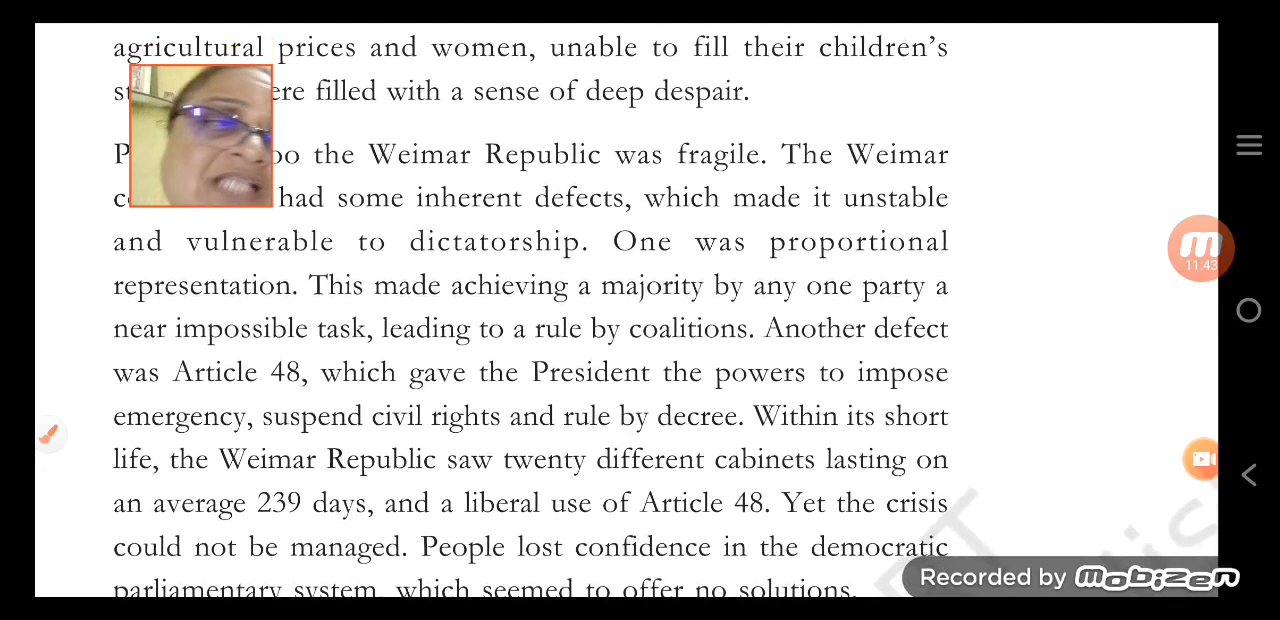 agricultural prices and women, unable to fill their children's
filled with a sense of deep despair.
the Weimar Republic was fragile. The Weimar
had some inherent defects, which made it unstable
and vulnerable to dictatorship. One was proportional
representation. This made achieving a majority by any one party a
near impossible task, leading to a rule by coalitions. Another defect
was Article 48, which gave the President the powers to impose
emergency, suspend civil rights and rule by decree. Within its short
life, the Weimar Republic saw twenty different cabinets lasting on
an average 239 days, and a liberal use of Article 48. Yet the crisis
could not be managed. People lost confidence in the democratic
parliamentary system, which seemed to offer no solutions.
11:43
Recorded by mobizen